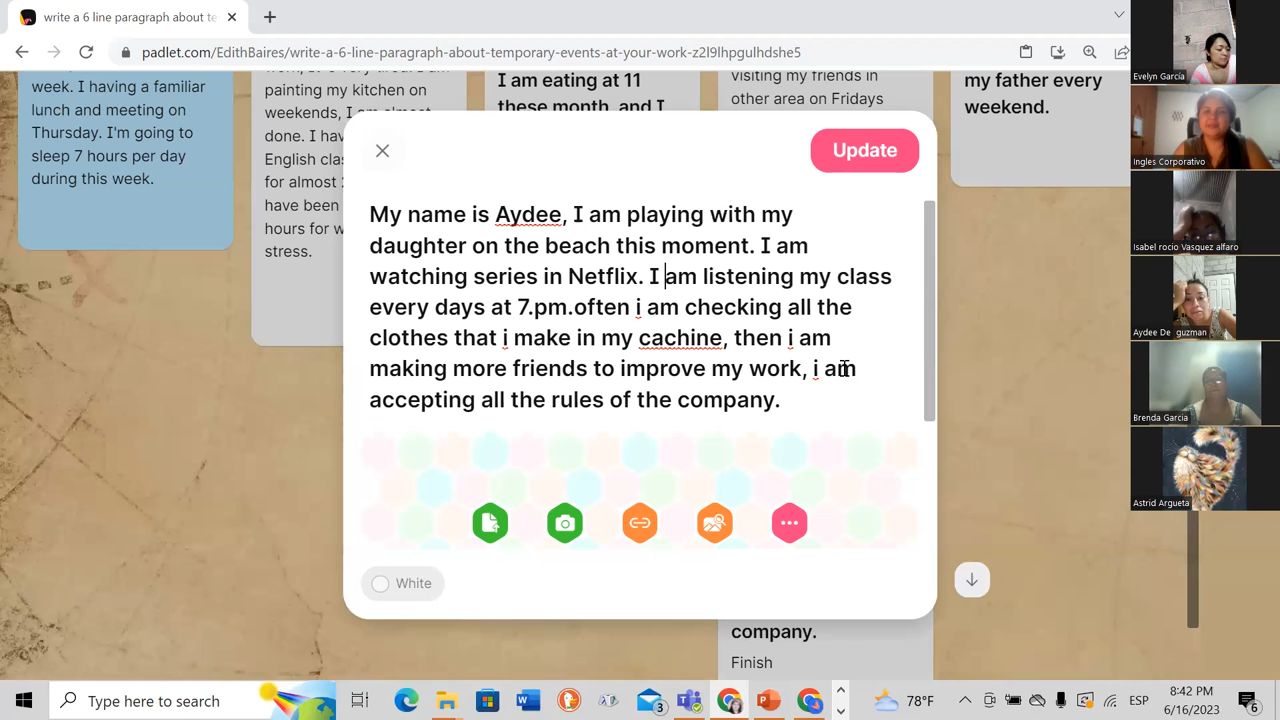 write a 6 line paragraph about te
padlet.com/EdithBaires/write-a-6-line-paragraph-about-temporary-events-at-your-work-z2l9lhpgulhdshe5
week. I having a familiar
lunch and meeting on
Thursday. I'm going to
sleep 7 hours per day
during this week.
painting my kitchen on
weekends, I am almost
done. I hav
English clas
for almost
have been
hours for w
stress.
I am eating at 11
these month, and I
visiting my friends in
other area on Fridays
my father every
weekend.
Update
My name is Aydee, I am playing with my
daughter on the beach this moment. I am
watching series in Netflix. I am listening my class
every days at 7.pm.often i am checking all the
clothes that i make in my cachine, then i am
making more friends to improve my work, i am
accepting all the rules of the company.
White
company.
Finish
Evelyn García
Ingles Corporativo
Isabel rocio Vasquez alfaro
Aydee De guzman
Brenda Garcia
Astrid Argueta
Type here to search
3
78°F
ESP
8:42 PM
6/16/2023
6